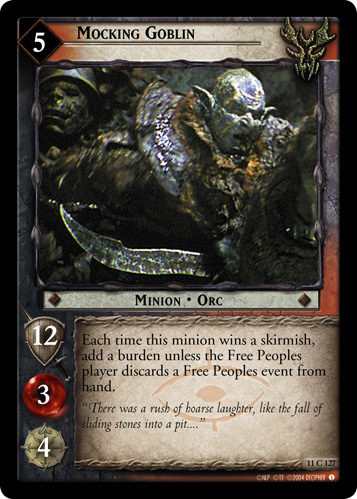 5
Mocking Goblin
Minion • Orc
12
3
4
Each time this minion wins a skirmish,
add a burden unless the Free Peoples
player discards a Free Peoples event from
hand.
“There was a rush of hoarse laughter, like the fall of
sliding stones into a pit....”
11 C 127
©NLP ©TE ©2004 DECIPHER